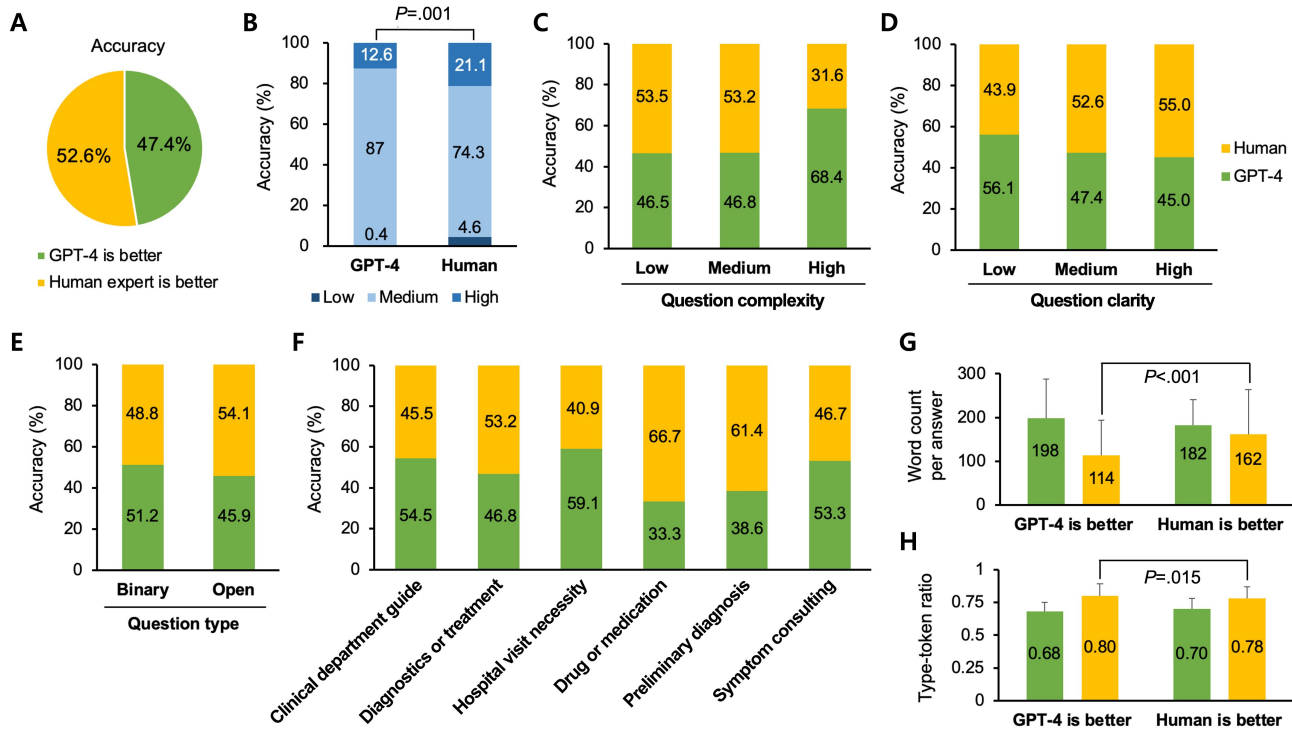 A
Accuracy
52.6%
47.4%
GPT-4 is better
Human expert is better
B
P=.001
Accuracy (%)
100
80
60
40
20
0
12.6
87
0.4
21.1
74.3
4.6
GPT-4 Human
Low Medium High
C
Accuracy (%)
100
80
60
40
20
0
53.5 53.2 31.6
46.5 46.8 68.4
Low Medium High
Question complexity
D
Accuracy (%)
100
80
60
40
20
0
43.9 52.6 55.0
56.1 47.4 45.0
Low Medium High
Question clarity
Human
GPT-4
E
Accuracy (%)
100
80
60
40
20
0
48.8 54.1
51.2 45.9
Binary Open
Question type
F
Accuracy (%)
100
80
60
40
20
0
45.5 53.2 40.9 66.7 61.4 46.7
54.5 46.8 59.1 33.3 38.6 53.3
Clinical department guide
Diagnostics or treatment
Hospital visit necessity
Drug or medication
Preliminary diagnosis
Symptom consulting
G
P<.001
Word count
per answer
300
200
100
0
198 114 182 162
GPT-4 is better Human is better
H
P=.015
Type-token ratio
1
0.75
0.5
0.25
0
0.68 0.80 0.70 0.78
GPT-4 is better Human is better